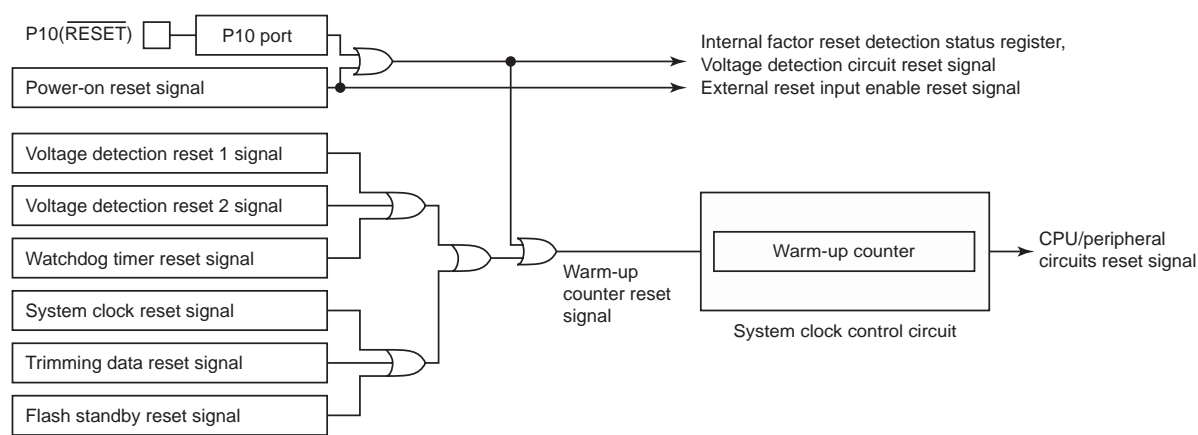 P10(RESET)
P10 port
Power-on reset signal
Internal factor reset detection status register,
Voltage detection circuit reset signal
External reset input enable reset signal
Voltage detection reset 1 signal
Voltage detection reset 2 signal
Watchdog timer reset signal
System clock reset signal
Trimming data reset signal
Flash standby reset signal
Warm-up
counter reset
signal
Warm-up counter
System clock control circuit
CPU/peripheral
circuits reset signal